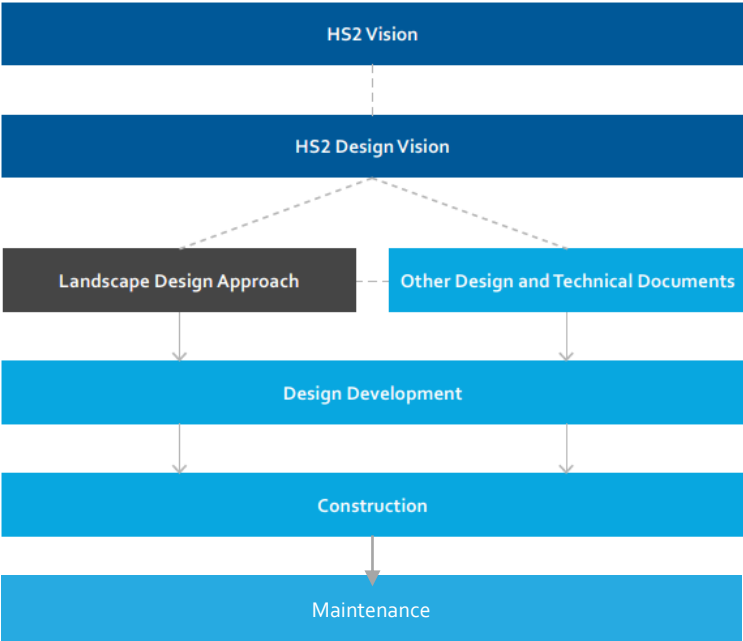 HS2 Vision
HS2 Design Vision
Landscape Design Approach
Other Design and Technical Documents
Design Development
Construction
Maintenance